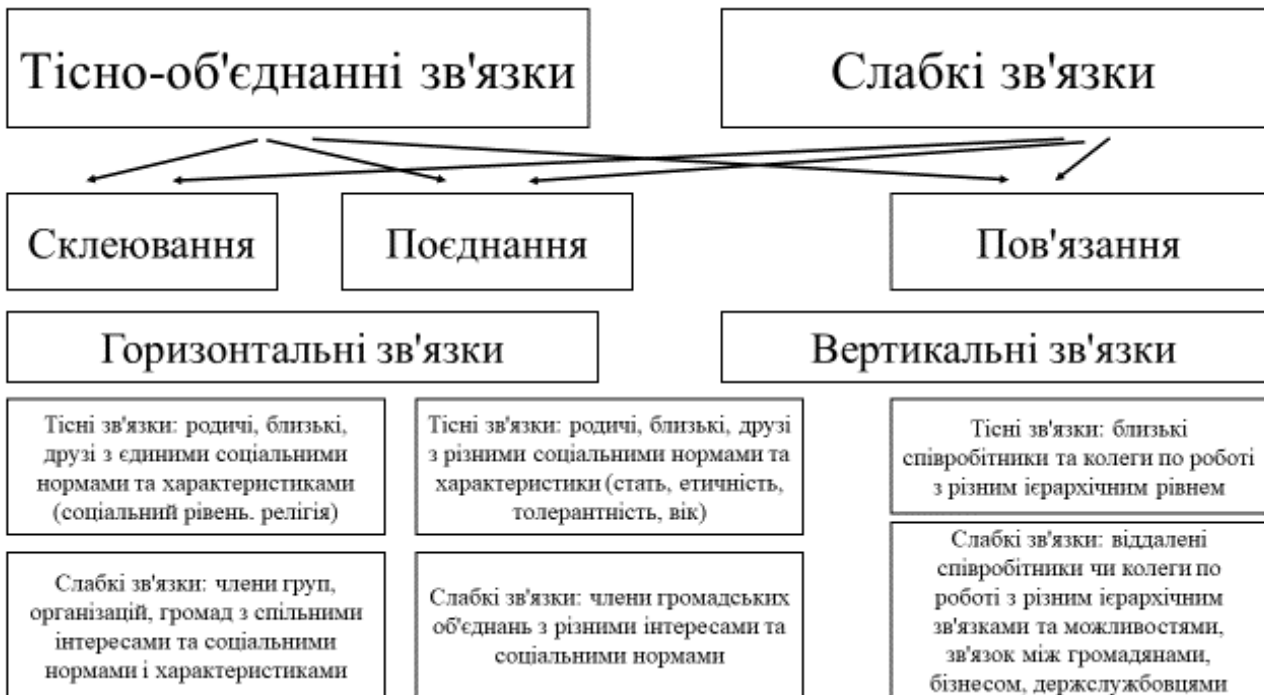 Тісно-об'єднанні зв'язки
Слабкі зв'язки
Склеювання
Поєднання
Пов'язання
Горизонтальні зв'язки
Вертикальні зв'язки
Тісні зв'язки: родичі, близькі,
друзі з єдиними соціальними
нормами та характеристиками
(соціальний рівень. релігія)
Тісні зв'язки: родичі, близькі, друзі
з різними соціальними нормами та
характеристики (стать, етичність,
толерантність, вік)
Тісні зв'язки: близькі
співробітники та колеги по роботі
з різним ієрархічним рівнем
Слабкі зв'язки: члени груп,
організацій, громад з спільними
інтересами та соціальними
нормами і характеристиками
Слабкі зв'язки: члени громадських
об'єднань з різними інтересами та
соціальними нормами
Слабкі зв'язки: віддалені
співробітники чи колеги по
роботі з різним ієрархічним
зв'язками та можливостями,
зв'язок між громадянами,
бізнесом, держслужбовцями